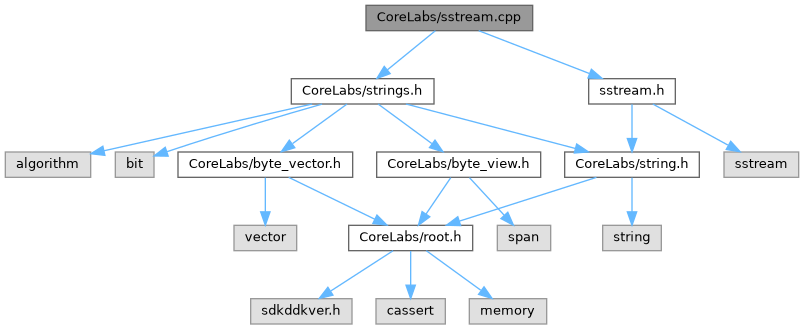 CoreLabs/sstream.cpp
CoreLabs/strings.h
sstream.h
algorithm
bit
CoreLabs/byte_vector.h
CoreLabs/byte_view.h
CoreLabs/string.h
sstream
vector
CoreLabs/root.h
span
string
sdkddkver.h
cassert
memory